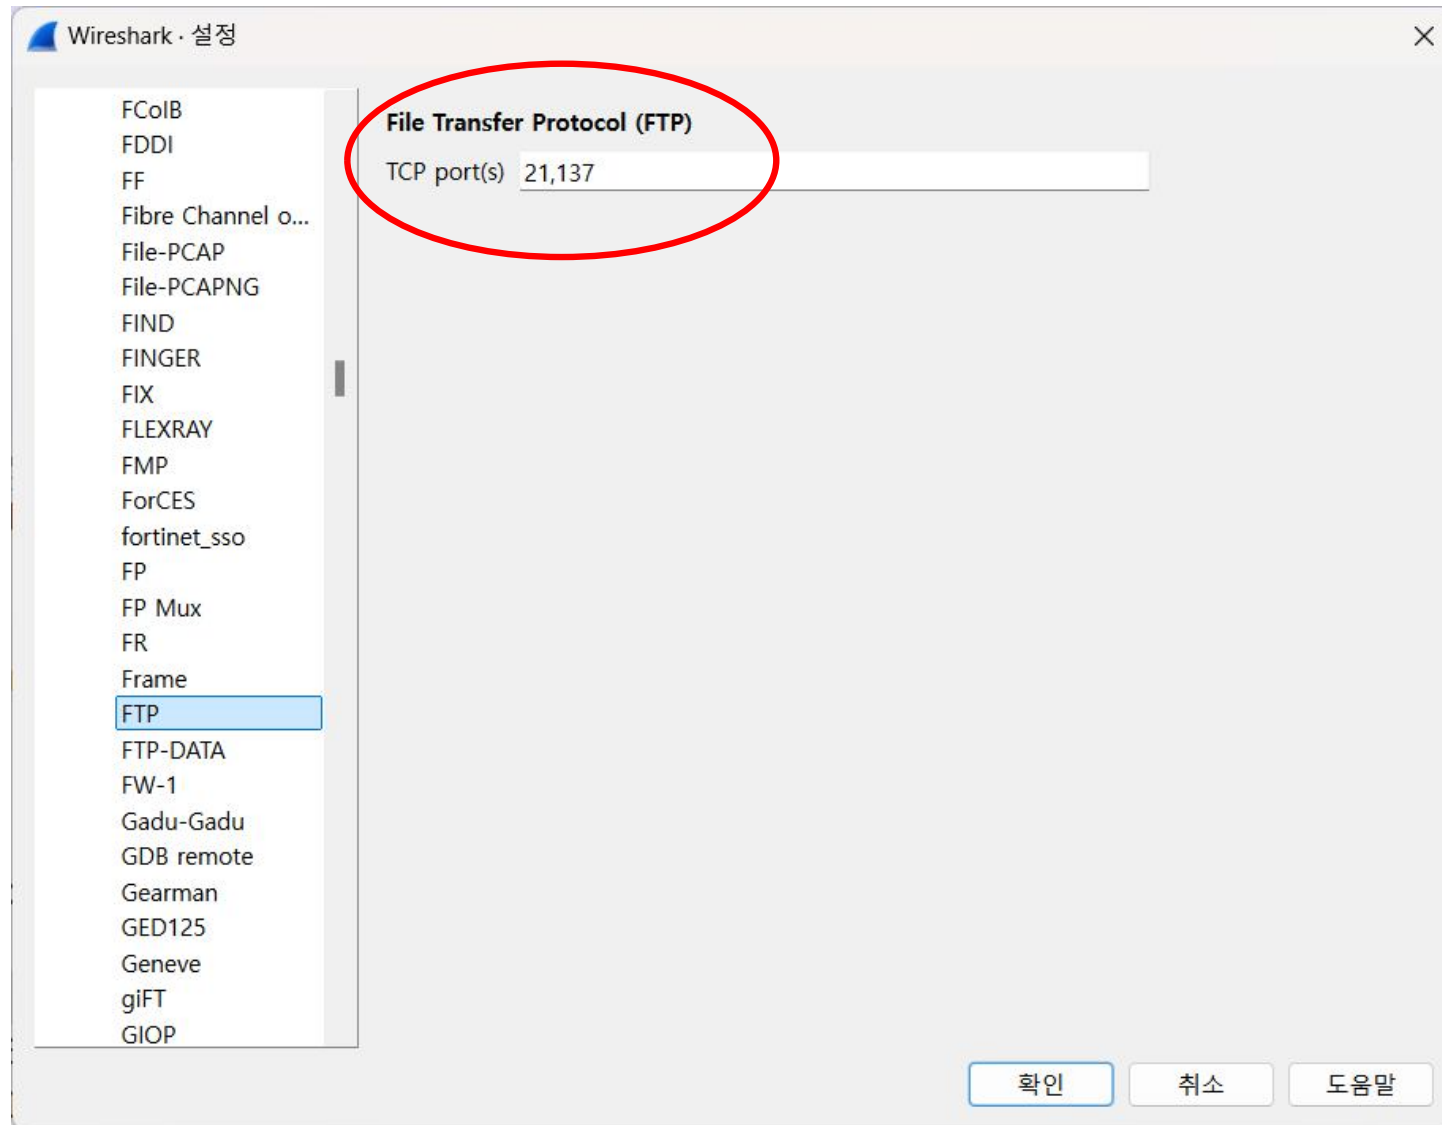 Wireshark · 설정
FCoIB
FDDI
FF
Fibre Channel o...
File-PCAP
File-PCAPNG
FIND
FINGER
FIX
FLEXRAY
FMP
ForCES
fortinet_sso
FP
FP Mux
FR
Frame
FTP
FTP-DATA
FW-1
Gadu-Gadu
GDB remote
Gearman
GED125
Geneve
giFT
GIOP
File Transfer Protocol (FTP)
TCP port(s) 21,137
확인 취소 도움말